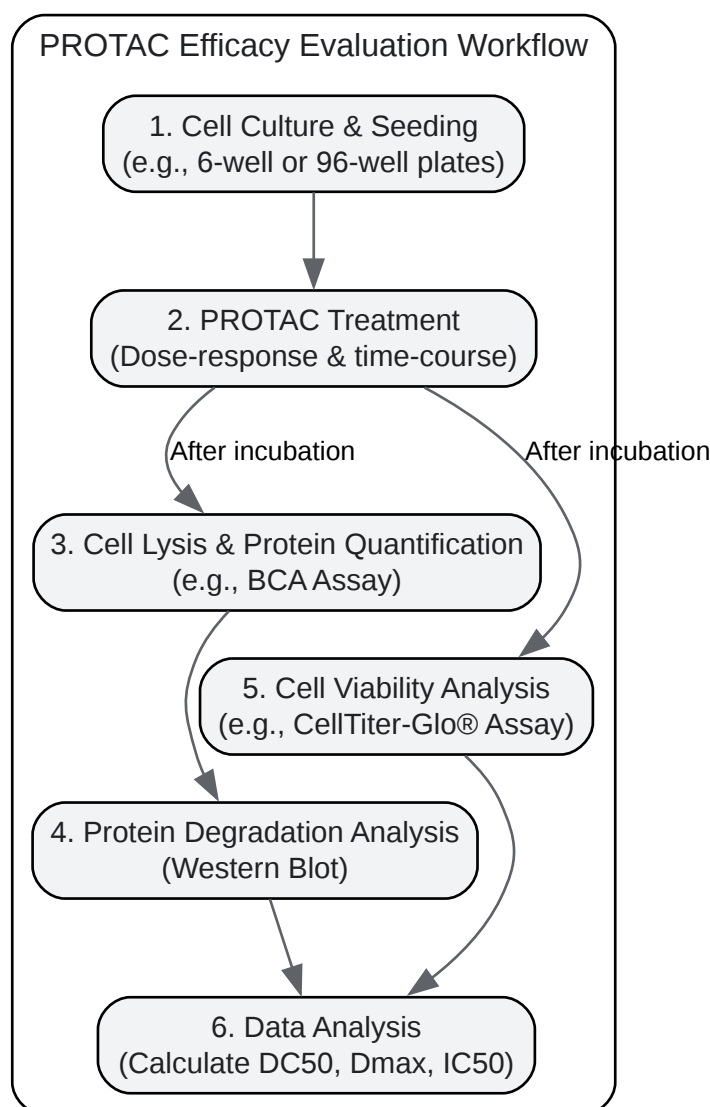 PROTAC Efficacy Evaluation Workflow
1. Cell Culture & Seeding
(e.g., 6-well or 96-well plates)
2. PROTAC Treatment
(Dose-response & time-course)
After incubation
After incubation
3. Cell Lysis & Protein Quantification
(e.g., BCA Assay)
5. Cell Viability Analysis
(e.g., CellTiter-Glo® Assay)
4. Protein Degradation Analysis
(Western Blot)
6. Data Analysis
(Calculate DC50, Dmax, IC50)